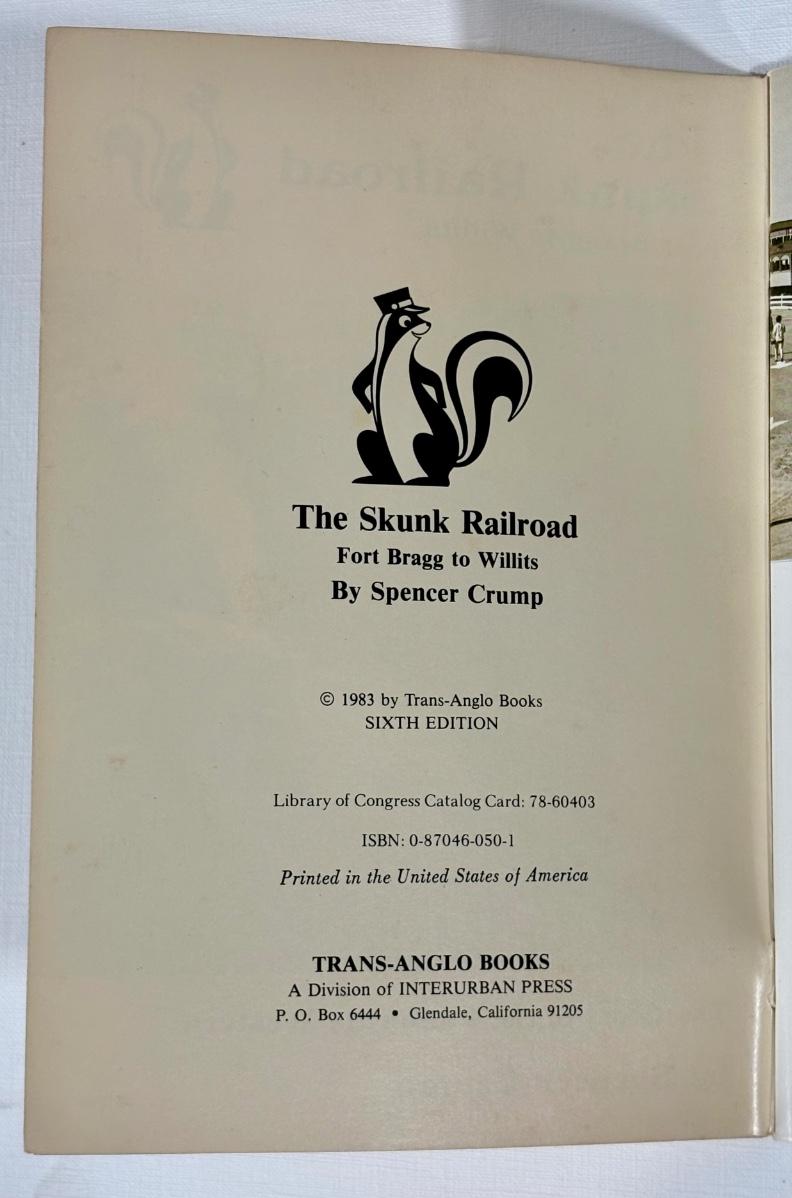 The Skunk Railroad
Fort Bragg to Willits
By Spencer Crump
© 1983 by Trans-Anglo Books
SIXTH EDITION
Library of Congress Catalog Card: 78-60403
ISBN: 0-87046-050-1
Printed in the United States of America
TRANS-ANGLO BOOKS
A Division of INTERURBAN PRESS
P. O. Box 6444 • Glendale, California 91205